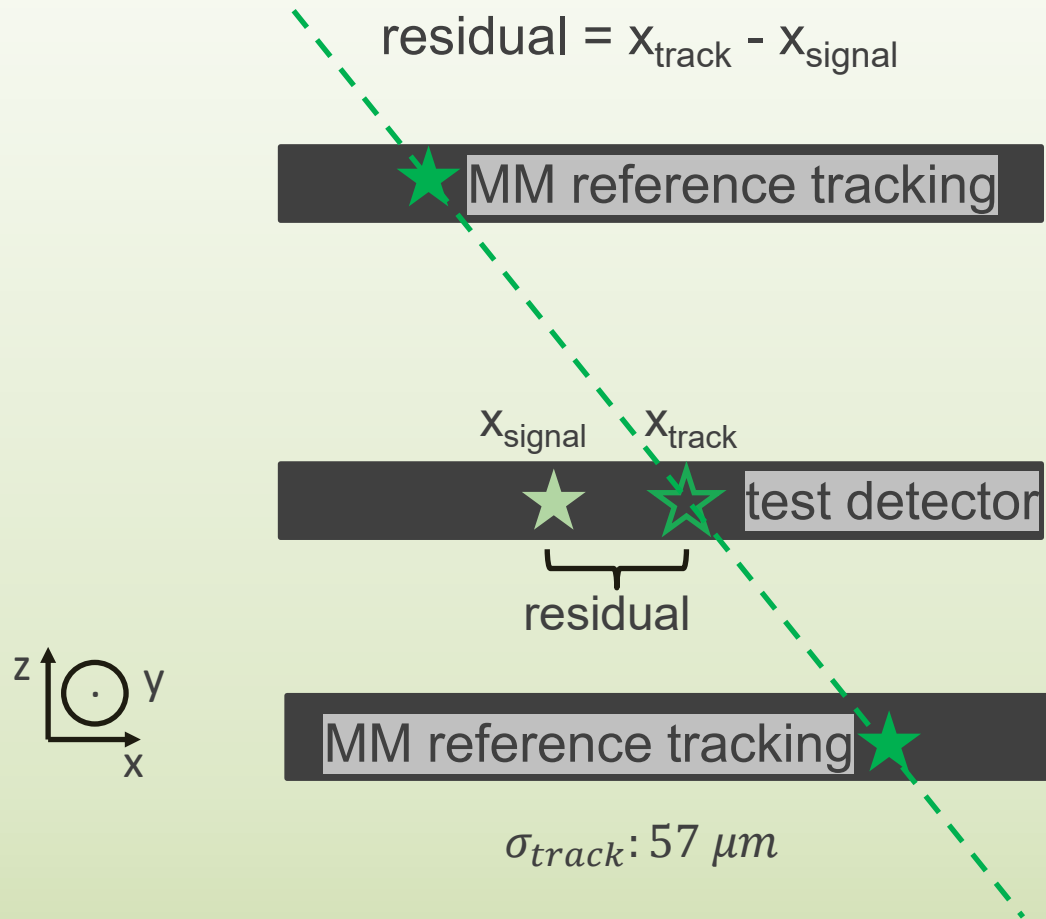 residual = x_track - x_signal
MM reference tracking
x_signal x_track
test detector
residual
z
y
x
MM reference tracking
σ_track: 57 μm